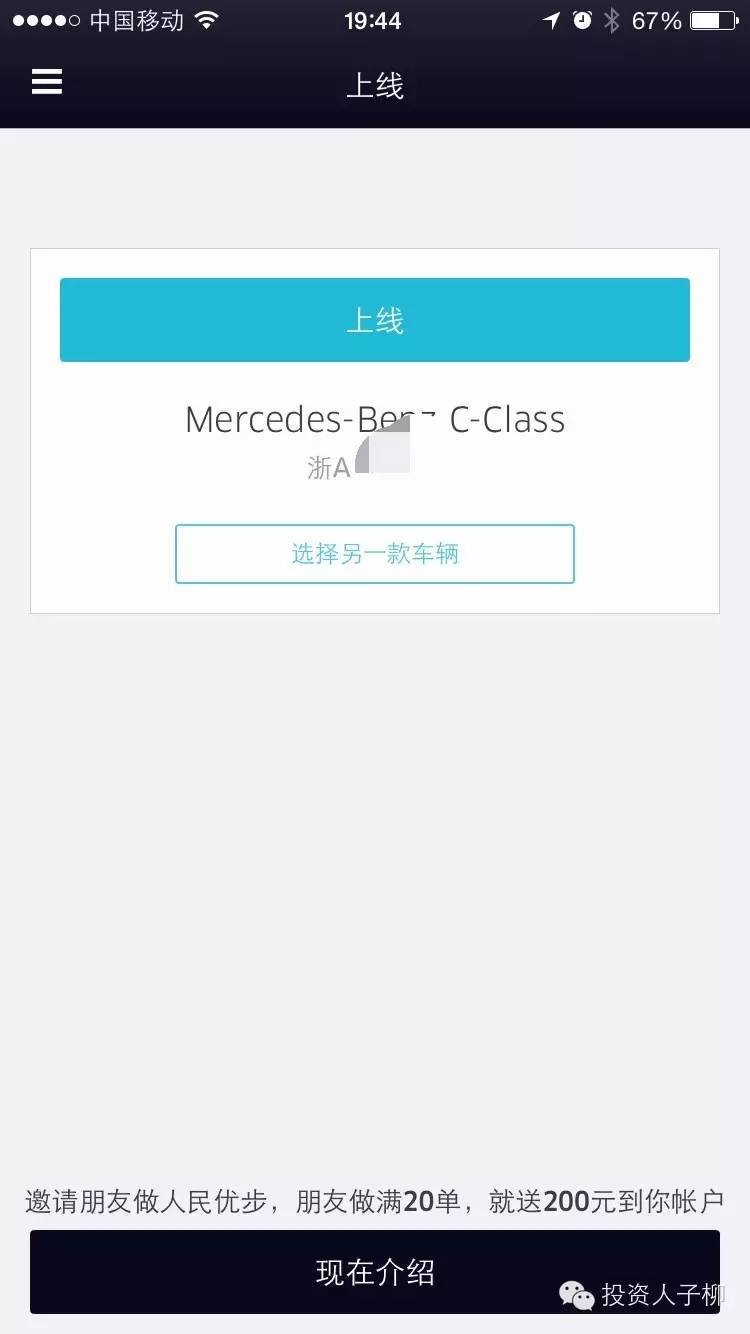 中国移动 19:44 67%
上线
上线
Mercedes-Benz C-Class
浙A
选择另一款车辆
邀请朋友做人民优步，朋友做满20单，就送200元到你帐户
现在介绍
投资人子柳